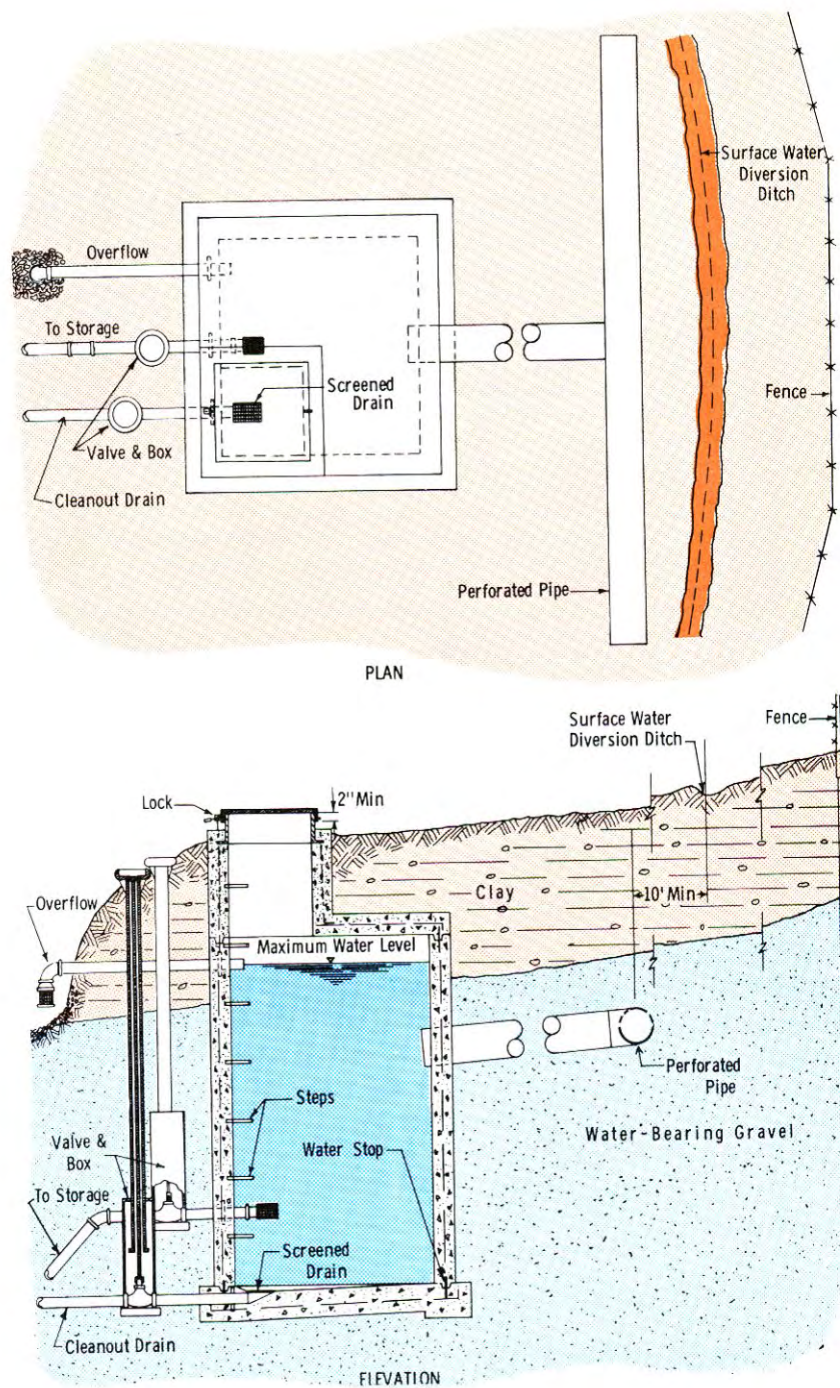 Surface Water
Diversion
Ditch
Overflow
To Storage
Screened
Drain
Fence
Valve & Box
Cleanout Drain
Perforated Pipe
PLAN
Surface Water
Diversion Ditch
Fence
Lock
2" Min
Clay
10' Min
Overflow
Maximum Water Level
Perforated
Pipe
Steps
Water-Bearing Gravel
Valve &
Box
Water Stop
To Storage
Screened
Drain
Cleanout Drain
ELEVATION